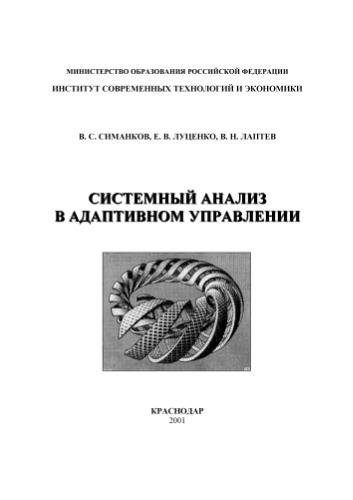 МИНИСТЕРСТВО ОБРАЗОВАНИЯ РОССИЙСКОЙ ФЕДЕРАЦИИ
ИНСТИТУТ СОВРЕМЕННЫХ ТЕХНОЛОГИЙ И ЭКОНОМИКИ
В. С. СИМАНКОВ, Е. В. ЛУЦЕНКО, В. Н. ЛАПТЕВ
СИСТЕМНЫЙ АНАЛИЗ
В АДАПТИВНОМ УПРАВЛЕНИИ
КРАСНОДАР
2001